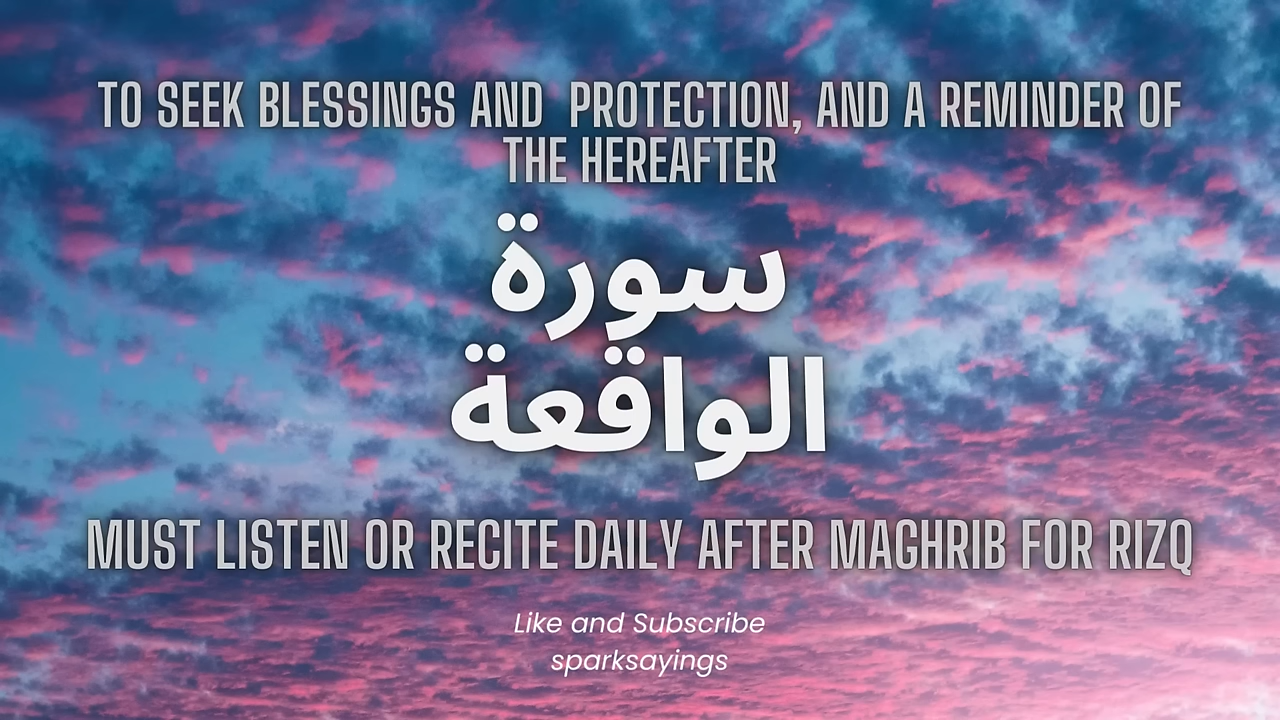 TO SEEK BLESSINGS AND PROTECTION, AND A REMINDER OF
THE HEREAFTER
سورة
الواقعة
MUST LISTEN OR RECITE DAILY AFTER MAGHRIB FOR RIZQ
Like and Subscribe
sparksayings